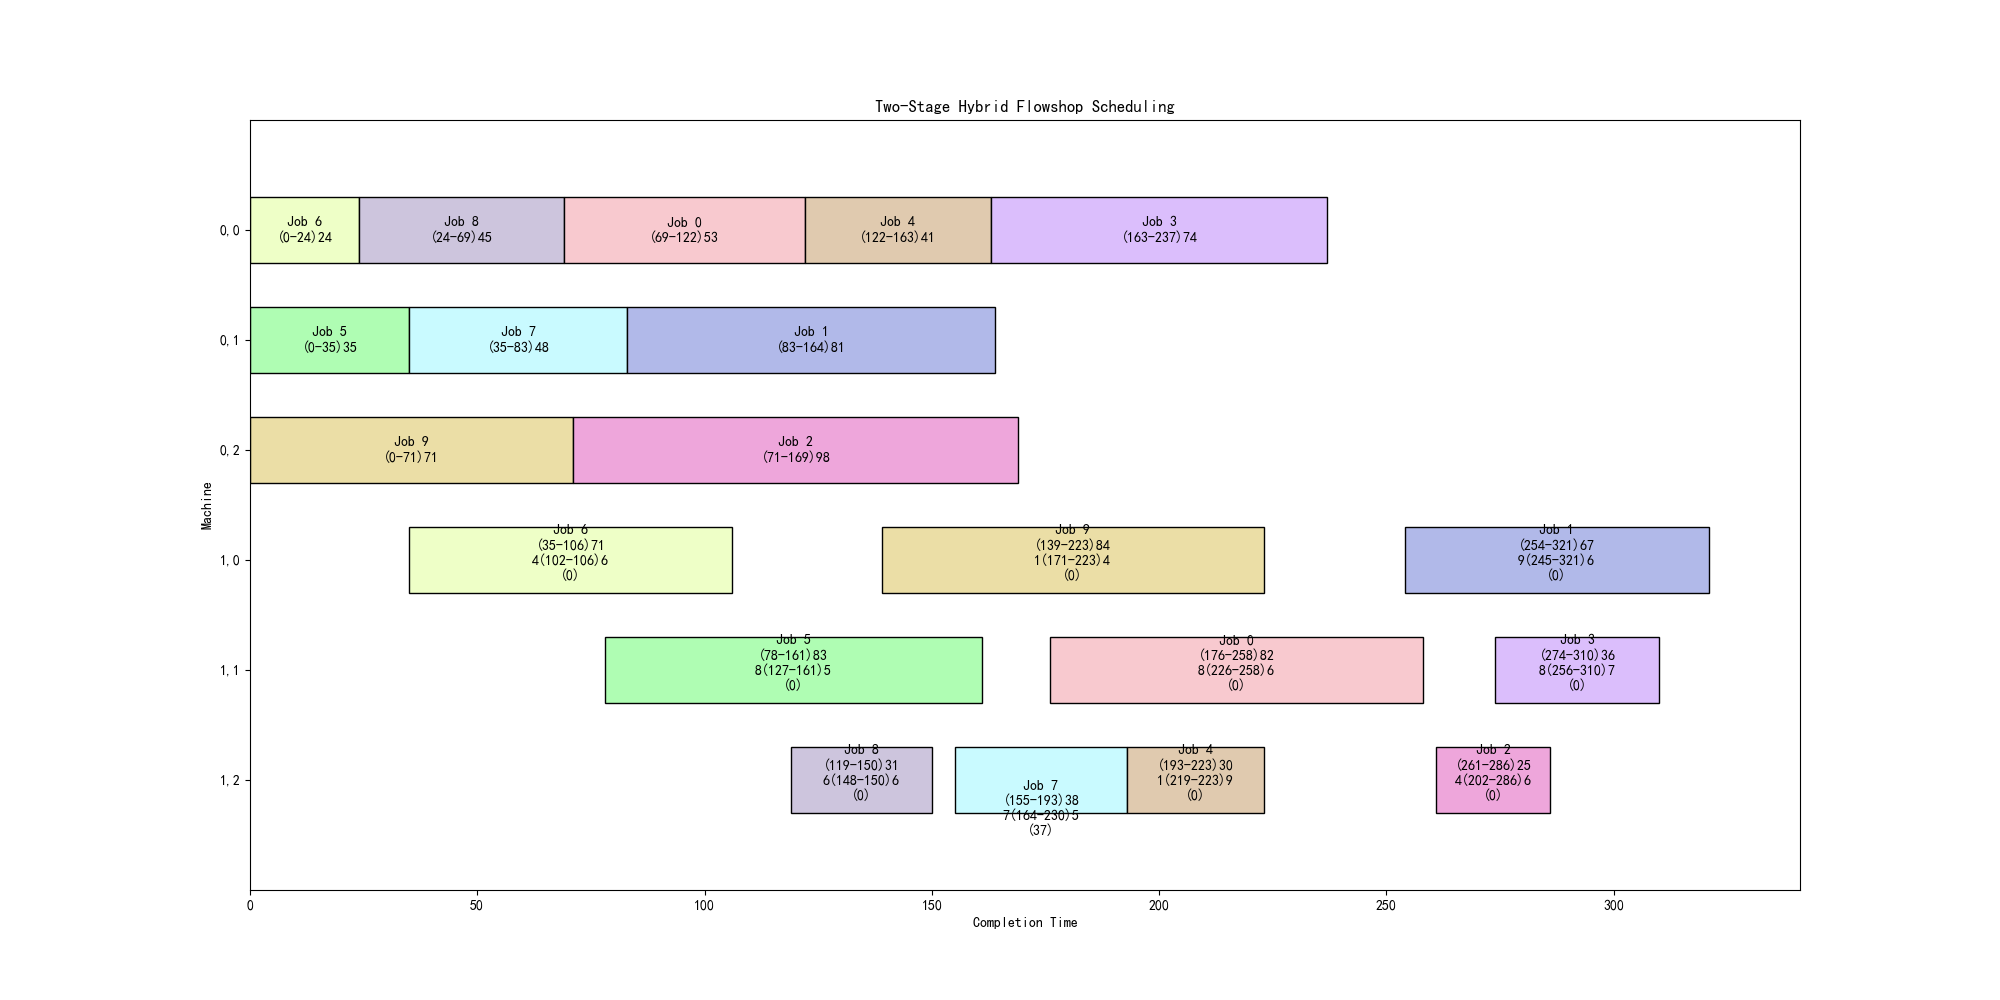 Two-Stage Hybrid Flowshop Scheduling
0,0
Job 6
(0-24)24
Job 8
(24-69)45
Job 0
(69-122)53
Job 4
(122-163)41
Job 3
(163-237)74
0,1
Job 5
(0-35)35
Job 7
(35-83)48
Job 1
(83-164)81
0,2
Job 9
(0-71)71
Job 2
(71-169)98
Machine
1,0
Job 6
(35-106)71
4(102-106)6
(0)
Job 9
(139-223)84
1(171-223)4
(0)
Job 1
(254-321)67
9(245-321)6
(0)
1,1
Job 5
(78-161)83
8(127-161)5
(0)
Job 0
(176-258)82
8(226-258)6
(0)
Job 3
(274-310)36
8(256-310)7
(0)
1,2
Job 8
(119-150)31
6(148-150)6
(0)
Job 7
(155-193)38
7(164-230)5
(37)
Job 4
(193-223)30
1(219-223)9
(0)
Job 2
(261-286)25
4(202-286)6
(0)
0 50 100 150 200 250 300
Completion Time